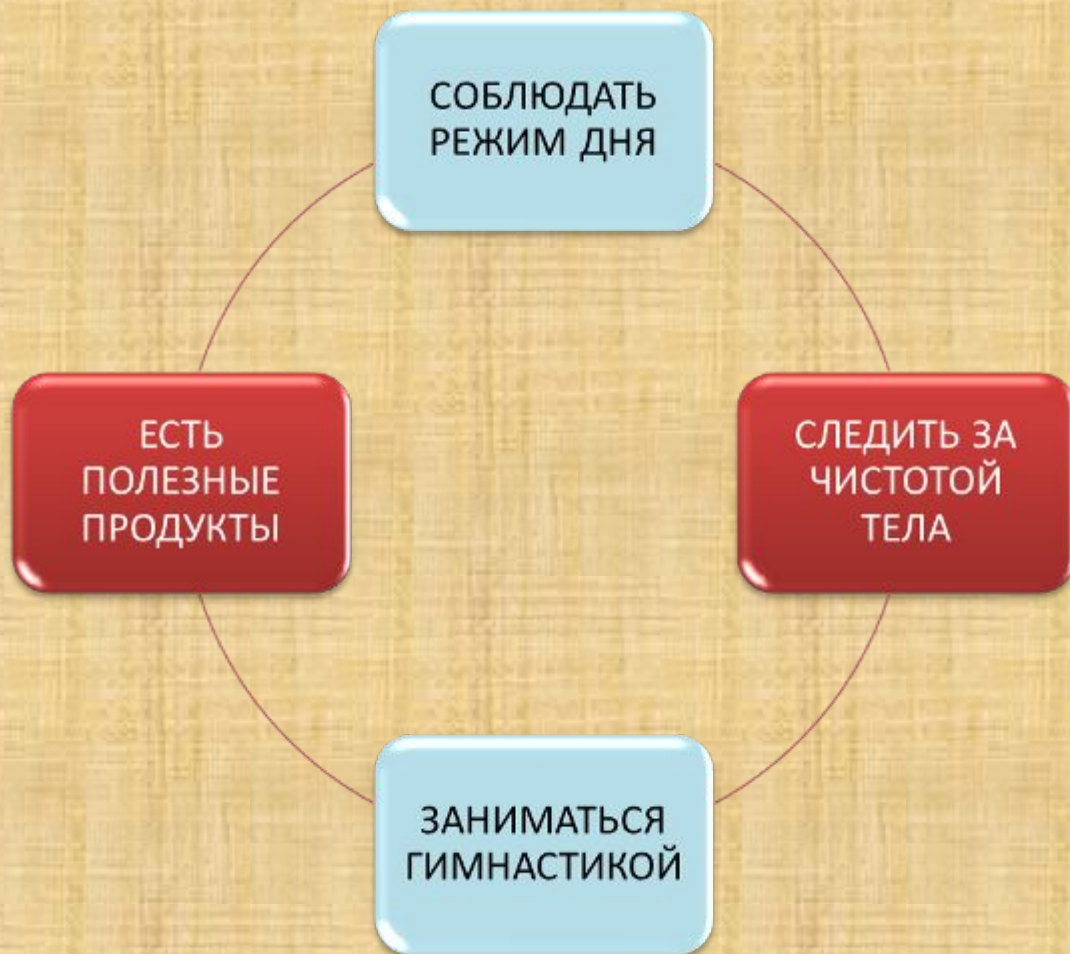 СОБЛЮДАТЬ
РЕЖИМ ДНЯ
ЕСТЬ
ПОЛЕЗНЫЕ
ПРОДУКТЫ
СЛЕДИТЬ ЗА
ЧИСТОТОЙ
ТЕЛА
ЗАНИМАТЬСЯ
ГИМНАСТИКОЙ